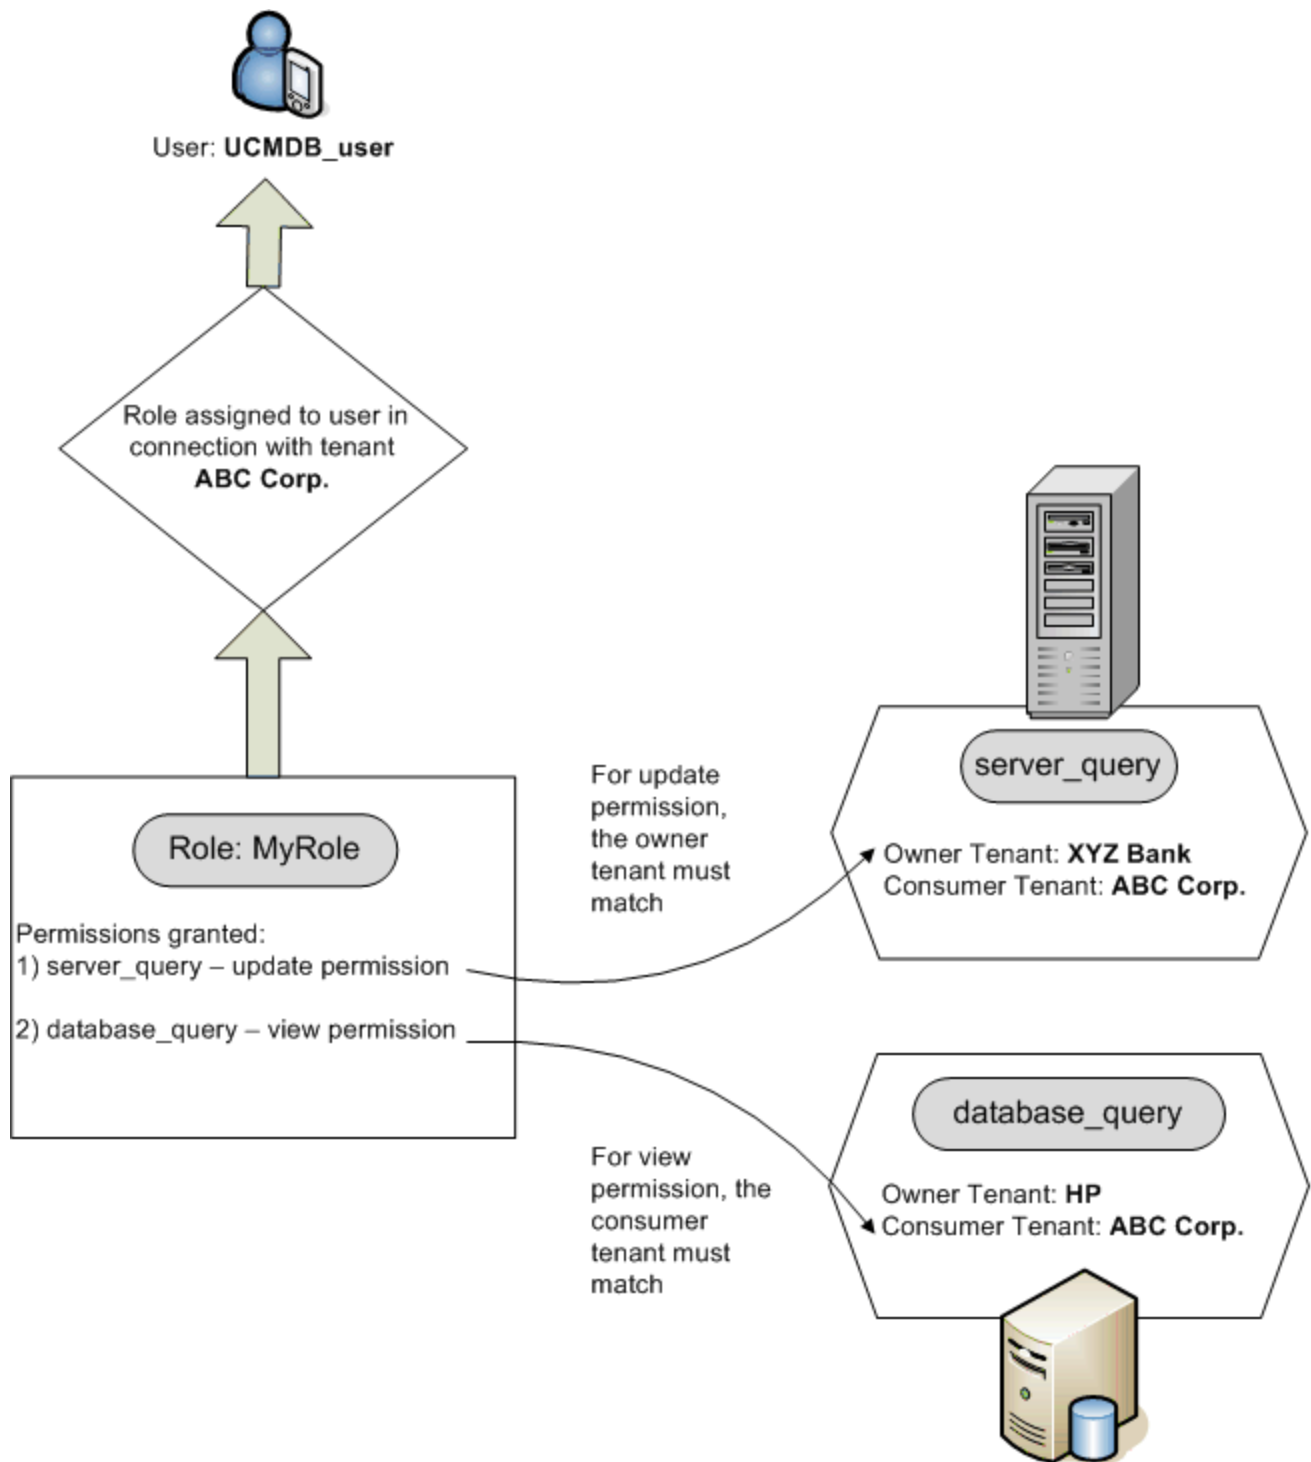 User: UCMDB_user
Role assigned to user in
connection with tenant
ABC Corp.
Role: MyRole
Permissions granted:
1) server_query – update permission
2) database_query – view permission
For update
permission,
the owner
tenant must
match
server_query
Owner Tenant: XYZ Bank
Consumer Tenant: ABC Corp.
For view
permission, the
consumer
tenant must
match
database_query
Owner Tenant: HP
Consumer Tenant: ABC Corp.